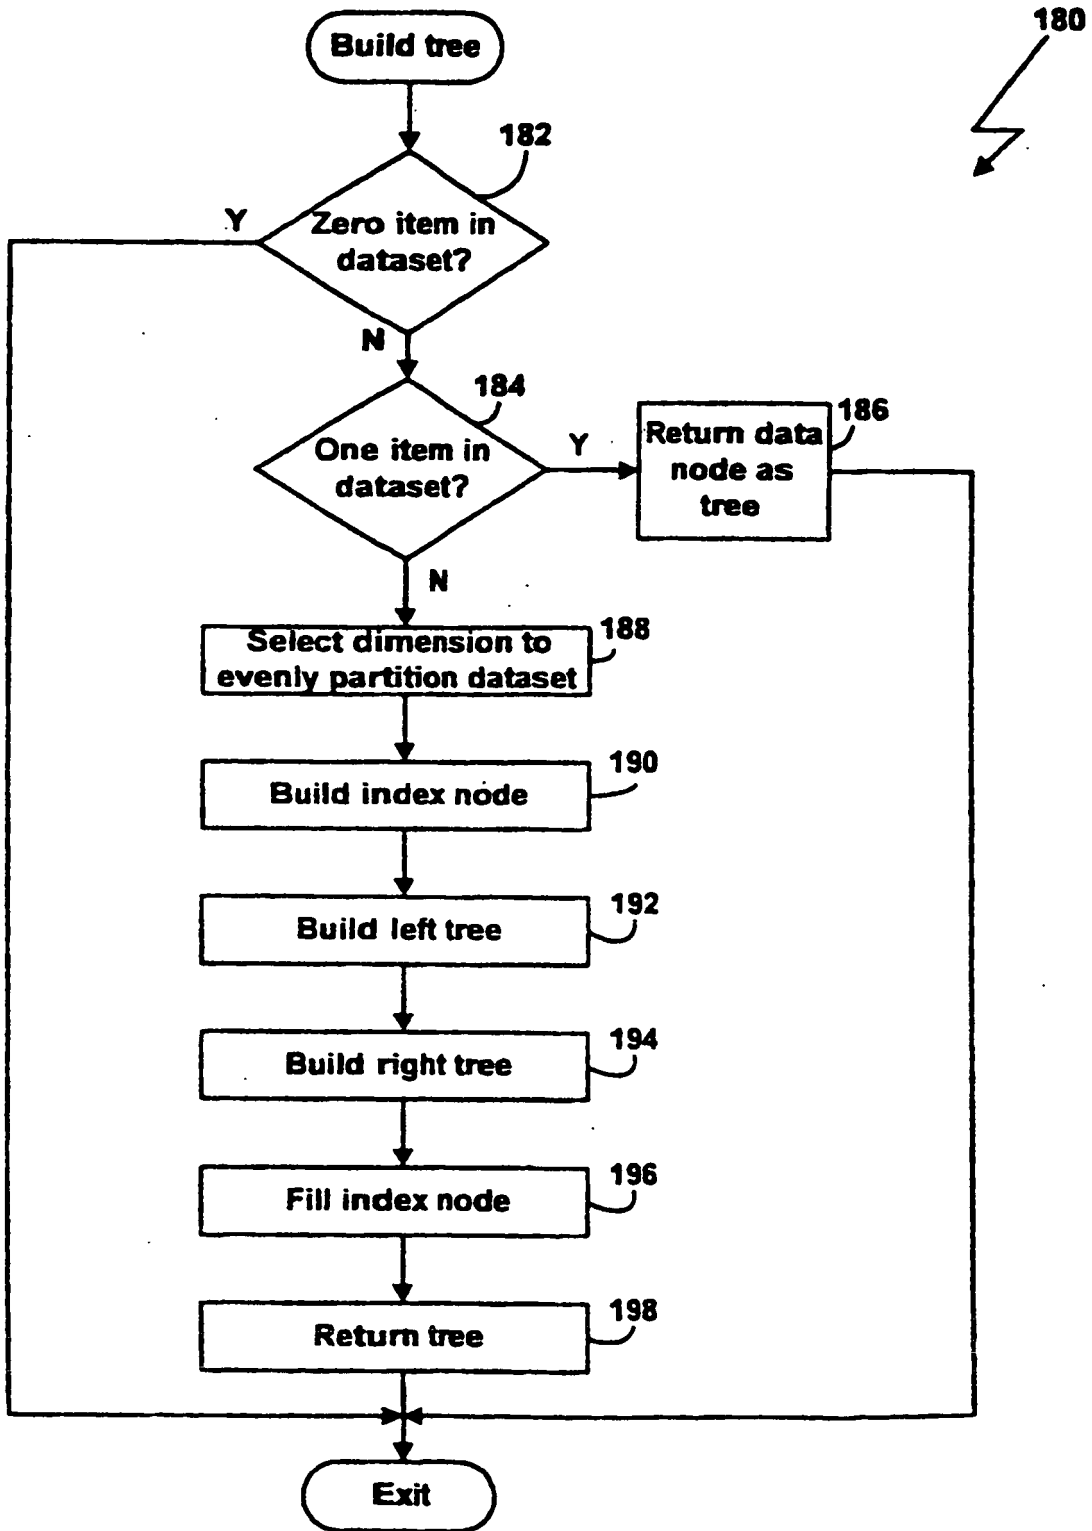 180
Build tree
182
Y
Zero item in
dataset?
N
184
One item in
dataset?
Y
186
Return data
node as
tree
N
188
Select dimension to
evenly partition dataset
190
Build index node
192
Build left tree
194
Build right tree
196
Fill index node
198
Return tree
Exit